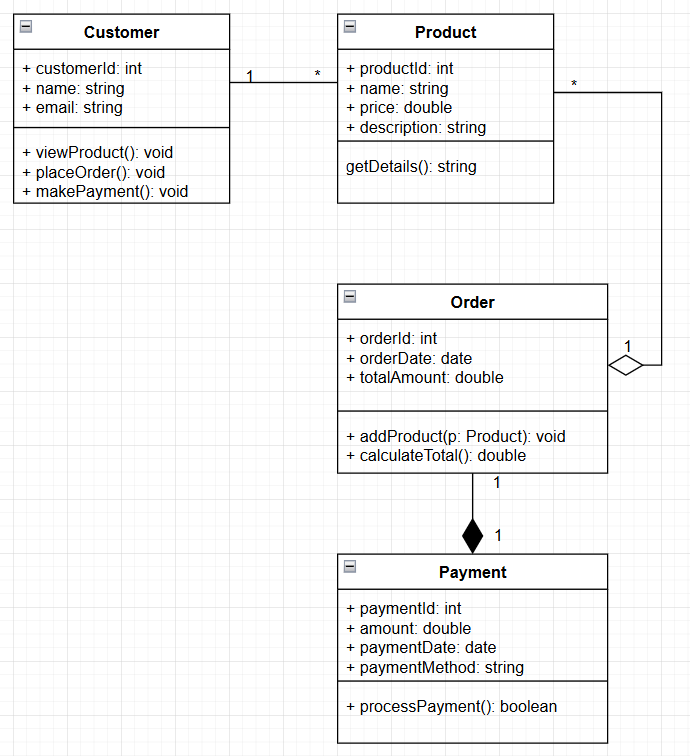 Customer
+ customerId: int
+ name: string
+ email: string
+ viewProduct(): void
+ placeOrder(): void
+ makePayment(): void
1
*
Product
+ productId: int
+ name: string
+ price: double
+ description: string
getDetails(): string
*
Order
+ orderId: int
+ orderDate: date
+ totalAmount: double
+ addProduct(p: Product): void
+ calculateTotal(): double
1
1
1
Payment
+ paymentId: int
+ amount: double
+ paymentDate: date
+ paymentMethod: string
+ processPayment(): boolean